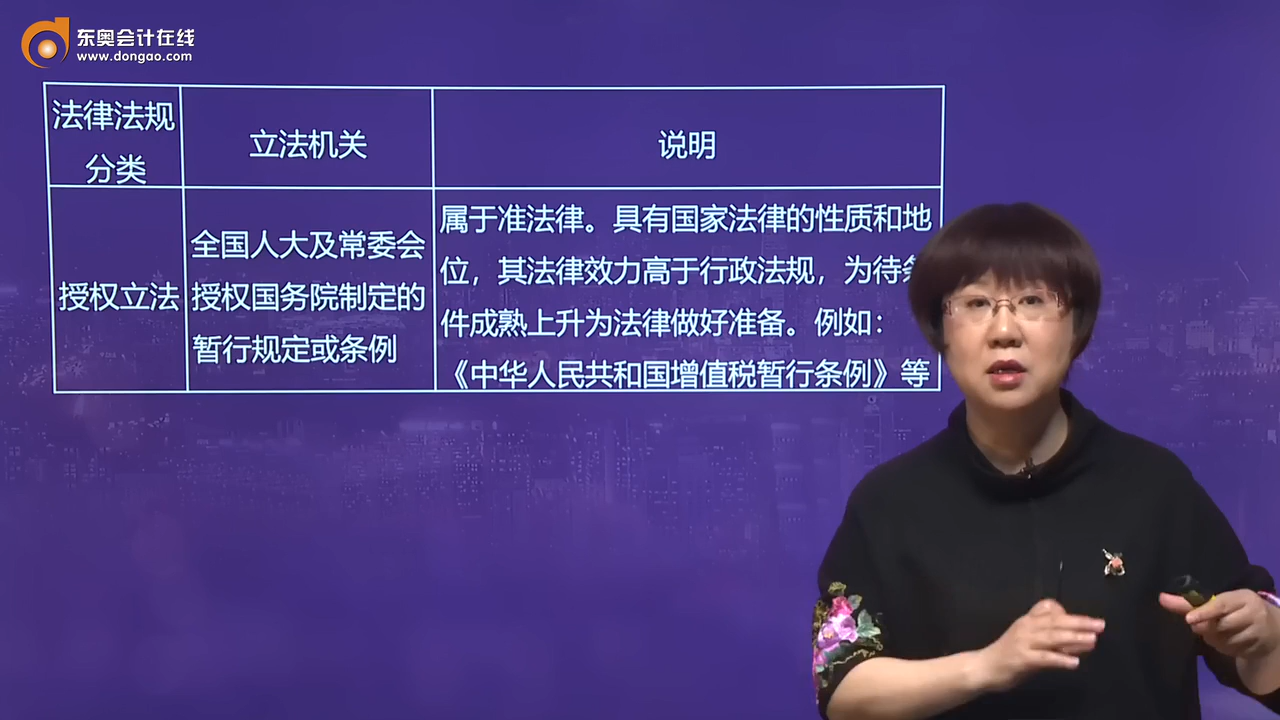 东奥会计在线
www.dongao.com
法律法规
分类
立法机关
说明
授权立法
全国人大及常委会
授权国务院制定的
暂行规定或条例
属于准法律。具有国家法律的性质和地
位，其法律效力高于行政法规，为待条
件成熟上升为法律做好准备。例如：
《中华人民共和国增值税暂行条例》等